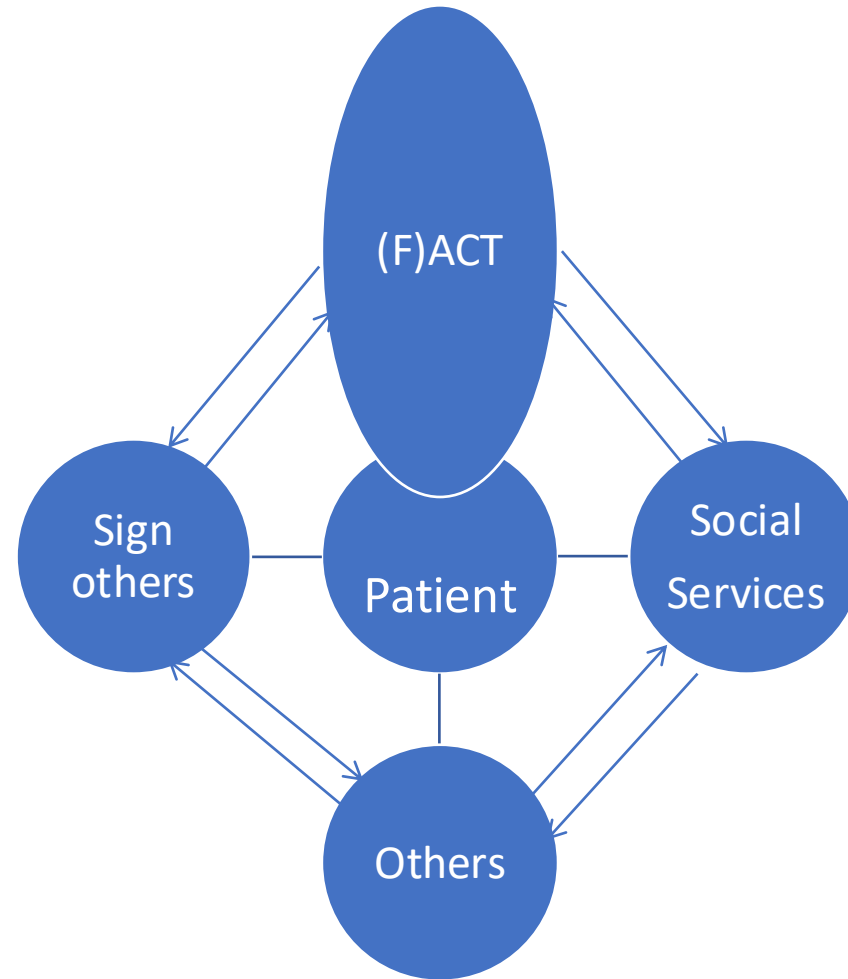 (F)ACT
Sign
others
Patient
Social
Services
Others